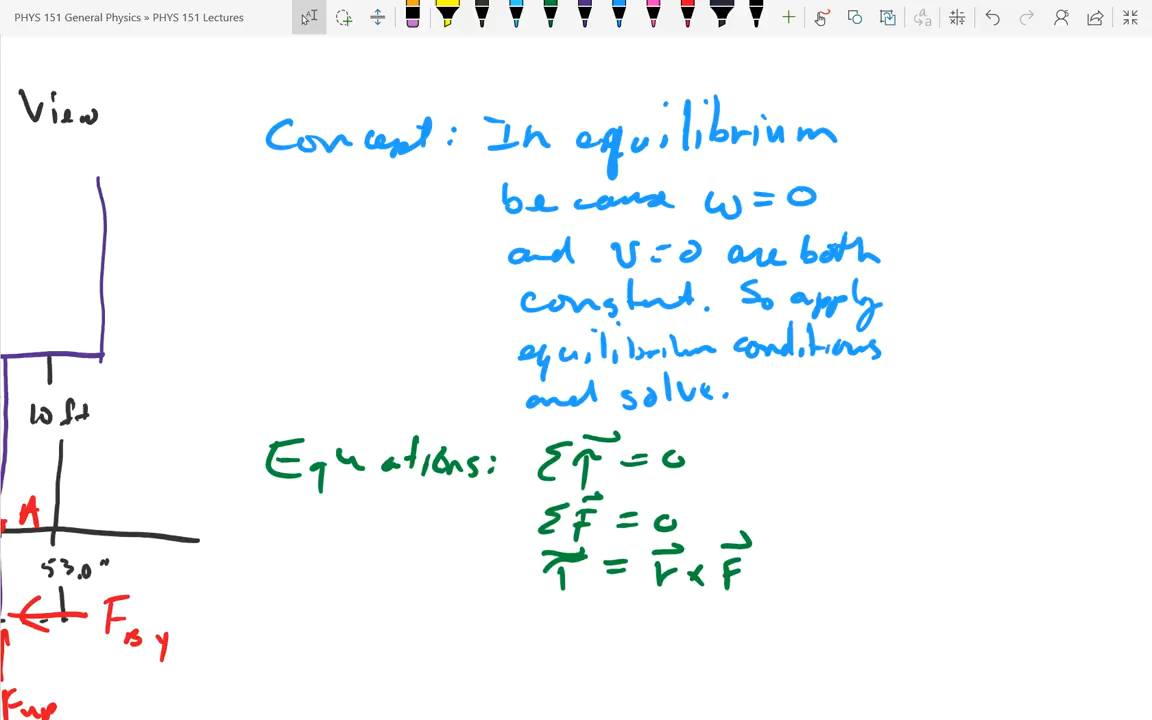 PHYS 151 General Physics » PHYS 151 Lectures
View
10 ft
A
53.0"
Concept: In equilibrium
because ω = 0
and v = 0 are both
constant. So apply
equilibrium conditions
and solve.
Equations: Στ⃗ = 0
ΣF⃗ = 0
τ⃗ = r⃗ × F⃗